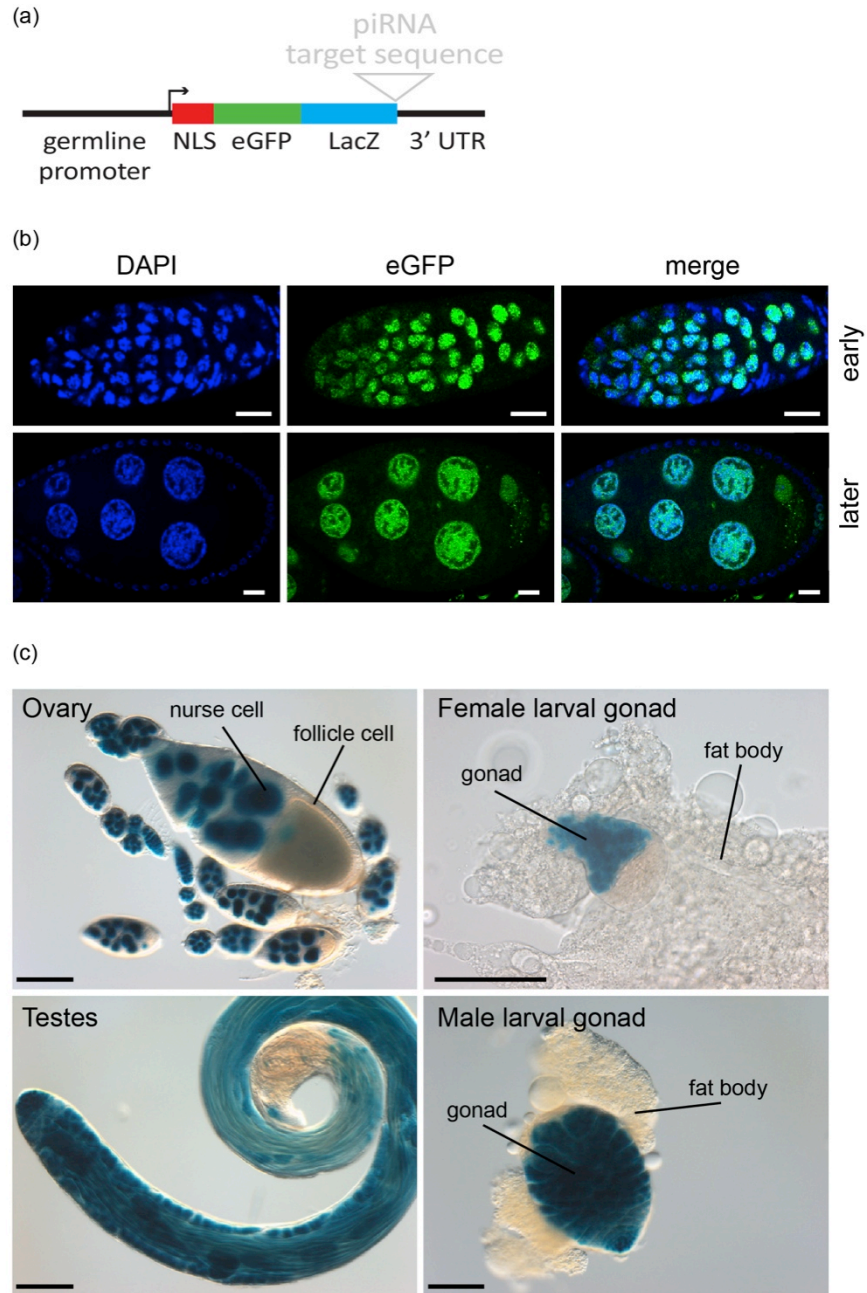 (a)
piRNA
target sequence
germline
promoter
NLS
eGFP
LacZ
3' UTR
(b)
DAPI
eGFP
merge
early
later
(c)
Ovary
nurse cell
follicle cell
Female larval gonad
gonad
fat body
Testes
Male larval gonad
gonad
fat body